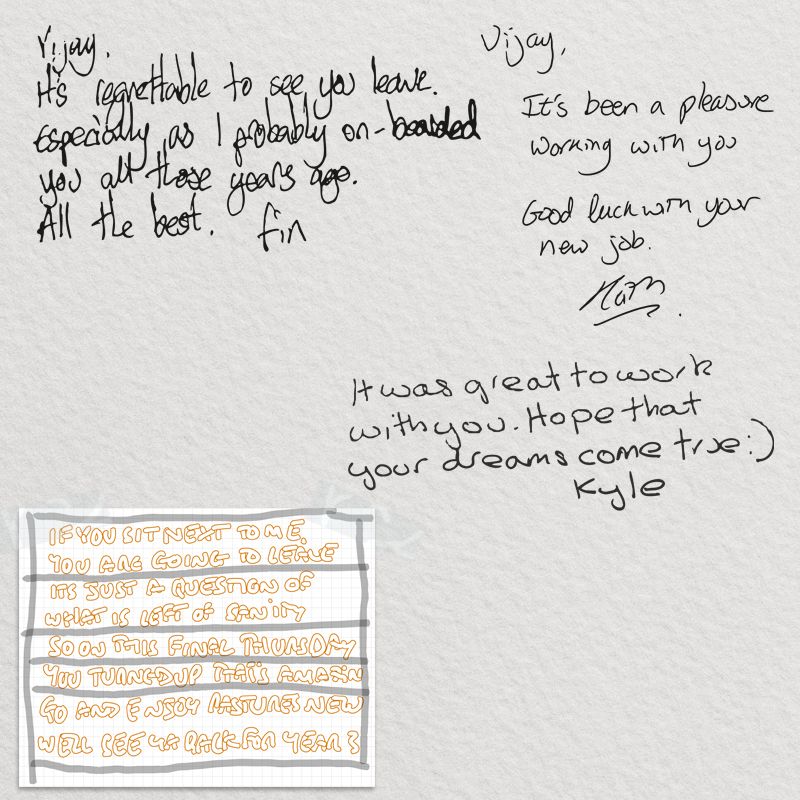 Vijay.
It's regrettable to see you leave.
Especially as I probably on-boarded
you all those years ago.
All the best. fin
Vijay,
It's been a pleasure
working with you
Good luck with your
new job.
It was great to work
with you. Hope that
your dreams come true :)
Kyle
IF YOU SIT NEXT TO ME.
YOU ARE GOING TO LEAVE
ITS JUST A QUESTION OF
WHAT IS LEFT OF SANITY
SO ON THIS FINAL THURSDAY
YOU TURNED UP THATS AMAZIN
GO AND ENJOY PASTURES NEW
WELL SEE YA BACK FOR YEAR 3